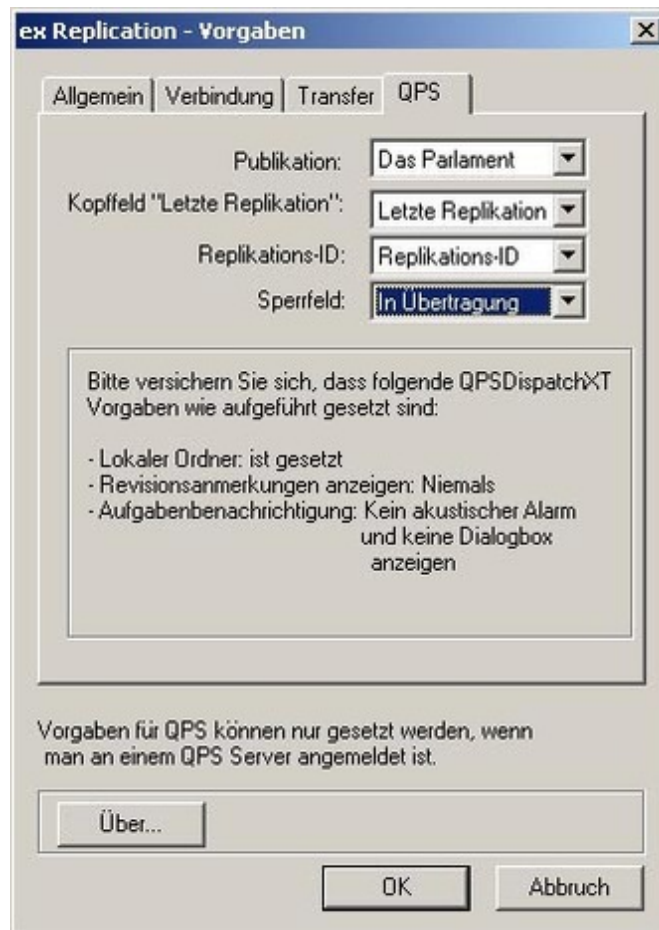 ex Replication - Vorgaben
Allgemein Verbindung Transfer QPS
Publikation: Das Parlament
Kopffeld "Letzte Replikation": Letzte Replikation
Replikations-ID: Replikations-ID
Sperrfeld: In Übertragung
Bitte versichern Sie sich, dass folgende QPSDispatchXT
Vorgaben wie aufgeführt gesetzt sind:
- Lokaler Ordner: ist gesetzt
- Revisionsanmerkungen anzeigen: Niemals
- Aufgabenbenachrichtigung: Kein akustischer Alarm
und keine Dialogbox
anzeigen
Vorgaben für QPS können nur gesetzt werden, wenn
man an einem QPS Server angemeldet ist.
Über...
OK Abbruch